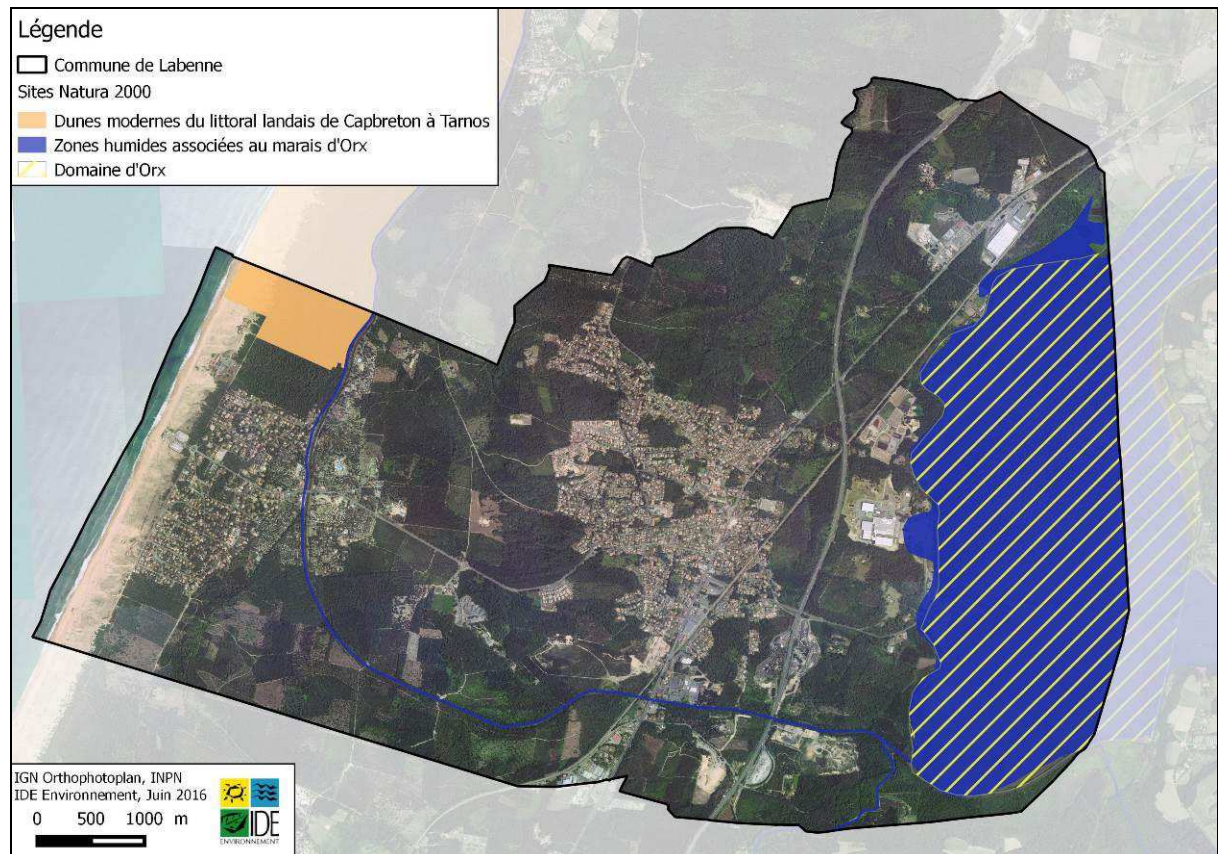 Légende
Commune de Labenne
Sites Natura 2000
Dunes modernes du littoral landais de Capbreton à Tarnos
Zones humides associées au marais d'Orx
Domaine d'Orx
IGN Orthophotoplan, INPN
IDE Environnement, Juin 2016
0 500 1000 m
IDE
ENVIRONNEMENT